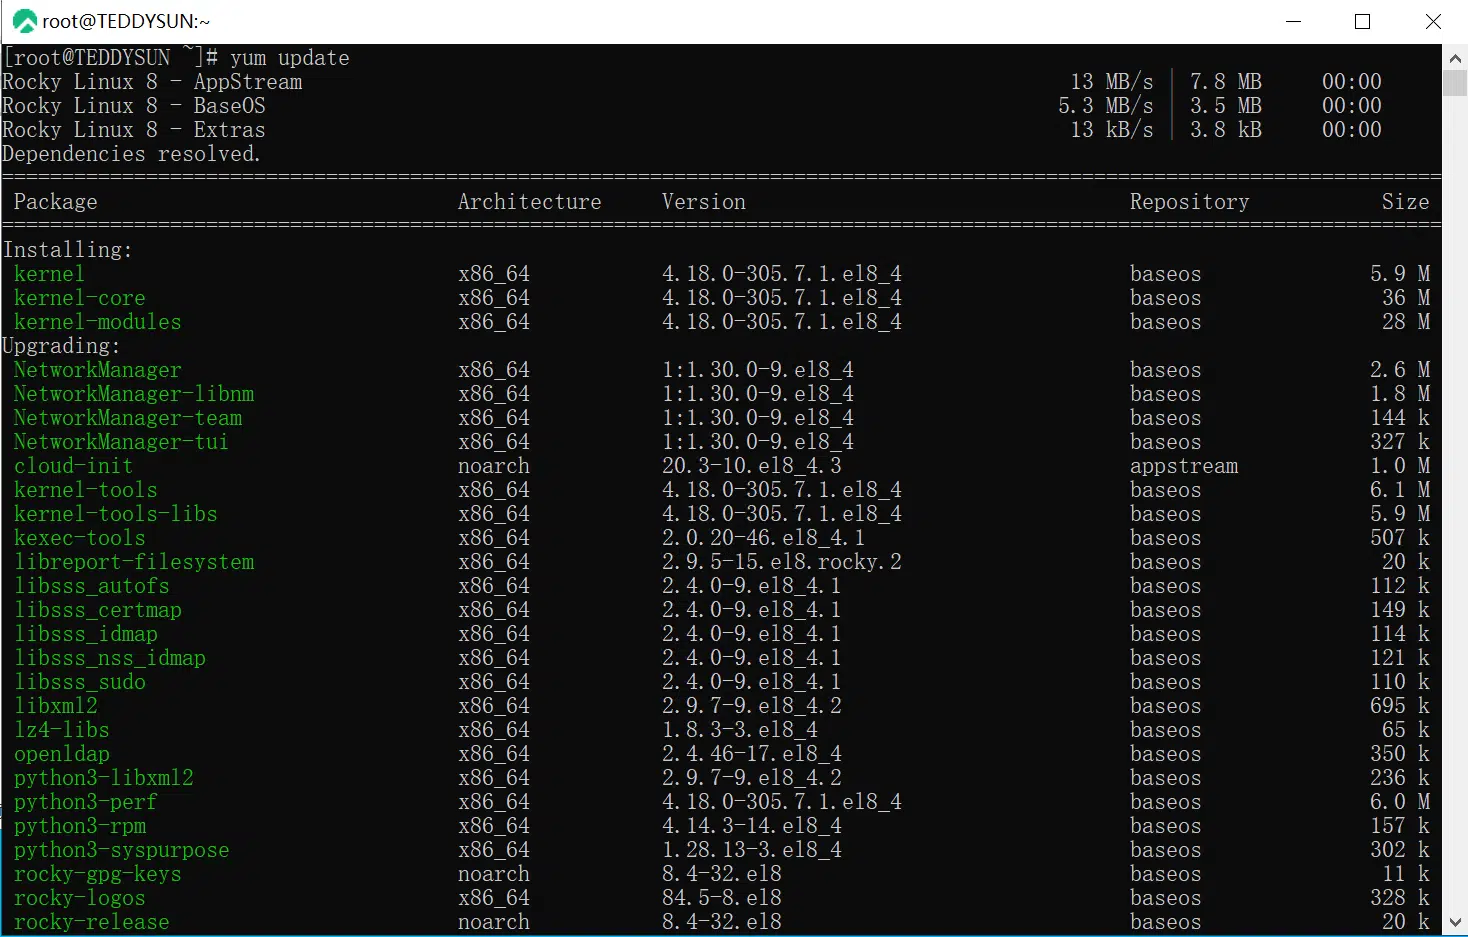 root@TEDDYSUN:~
[root@TEDDYSUN ~]# yum update
Rocky Linux 8 - AppStream 13 MB/s | 7.8 MB 00:00
Rocky Linux 8 - BaseOS 5.3 MB/s | 3.5 MB 00:00
Rocky Linux 8 - Extras 13 kB/s | 3.8 kB 00:00
Dependencies resolved.
Package Architecture Version Repository Size
Installing:
kernel x86_64 4.18.0-305.7.1.el8_4 baseos 5.9 M
kernel-core x86_64 4.18.0-305.7.1.el8_4 baseos 36 M
kernel-modules x86_64 4.18.0-305.7.1.el8_4 baseos 28 M
Upgrading:
NetworkManager x86_64 1:1.30.0-9.el8_4 baseos 2.6 M
NetworkManager-libnm x86_64 1:1.30.0-9.el8_4 baseos 1.8 M
NetworkManager-team x86_64 1:1.30.0-9.el8_4 baseos 144 k
NetworkManager-tui x86_64 1:1.30.0-9.el8_4 baseos 327 k
cloud-init noarch 20.3-10.el8_4.3 appstream 1.0 M
kernel-tools x86_64 4.18.0-305.7.1.el8_4 baseos 6.1 M
kernel-tools-libs x86_64 4.18.0-305.7.1.el8_4 baseos 5.9 M
kexec-tools x86_64 2.0.20-46.el8_4.1 baseos 507 k
libreport-filesystem x86_64 2.9.5-15.el8.rocky.2 baseos 20 k
libsss_autofs x86_64 2.4.0-9.el8_4.1 baseos 112 k
libsss_certmap x86_64 2.4.0-9.el8_4.1 baseos 149 k
libsss_idmap x86_64 2.4.0-9.el8_4.1 baseos 114 k
libsss_nss_idmap x86_64 2.4.0-9.el8_4.1 baseos 121 k
libsss_sudo x86_64 2.4.0-9.el8_4.1 baseos 110 k
libxml2 x86_64 2.9.7-9.el8_4.2 baseos 695 k
lz4-libs x86_64 1.8.3-3.el8_4 baseos 65 k
openldap x86_64 2.4.46-17.el8_4 baseos 350 k
python3-libxml2 x86_64 2.9.7-9.el8_4.2 baseos 236 k
python3-perf x86_64 4.18.0-305.7.1.el8_4 baseos 6.0 M
python3-rpm x86_64 4.14.3-14.el8_4 baseos 157 k
python3-syspurpose x86_64 1.28.13-3.el8_4 baseos 302 k
rocky-gpg-keys noarch 8.4-32.el8 baseos 11 k
rocky-logos x86_64 84.5-8.el8 baseos 328 k
rocky-release noarch 8.4-32.el8 baseos 20 k